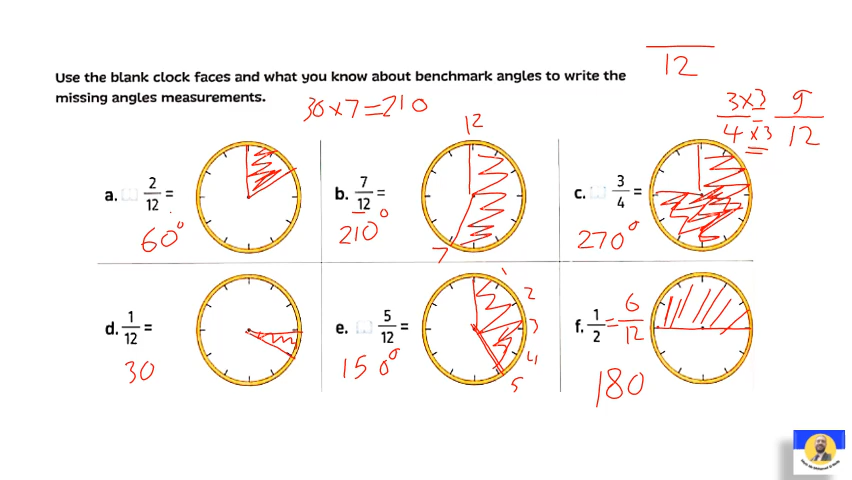 12
Use the blank clock faces and what you know about benchmark angles to write the
missing angles measurements.
30 x 7 = 210
3 x 3 / 4 x 3 = 9 / 12
a. 2/12 =
60°
12
b. 7/12 =
210°
7
c. 3/4 =
270°
d. 1/12 =
30
e. 5/12 =
150°
1
2
3
4
5
f. 1/2 = 6/12
180